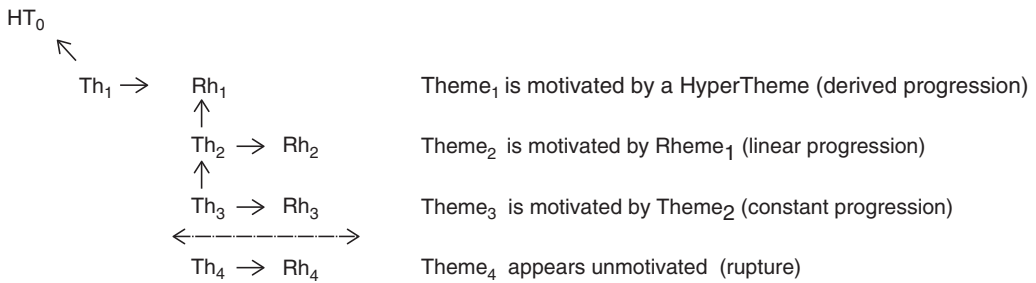 HT₀
Th₁ → Rh₁ Theme₁ is motivated by a HyperTheme (derived progression)
Th₂ → Rh₂ Theme₂ is motivated by Rheme₁ (linear progression)
Th₃ → Rh₃ Theme₃ is motivated by Theme₂ (constant progression)
Th₄ → Rh₄ Theme₄ appears unmotivated (rupture)